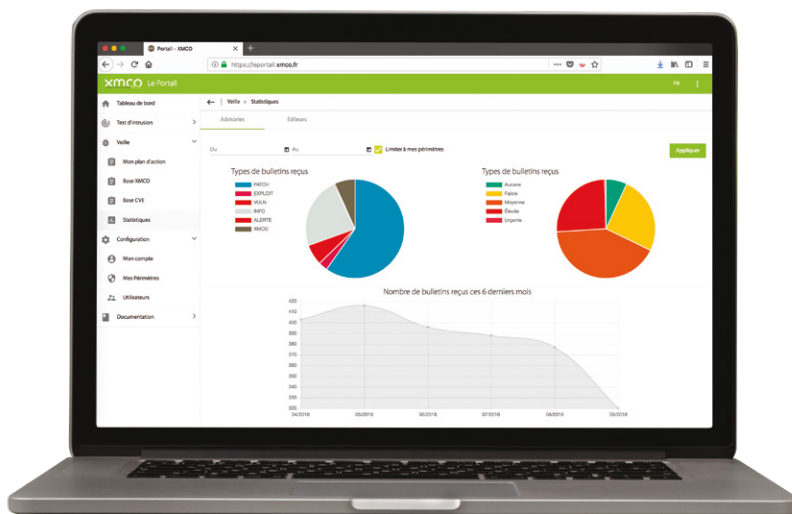 Portail - XMCO
https://leportail.xmco.fr
XMCO Le Portail
FR
Tableau de bord
Test d'intrusion
Veille
Mon plan d'action
Base XMCO
Base CVE
Statistiques
Configuration
Mon compte
Mes Périmètres
Utilisateurs
Documentation
Veille > Statistiques
Advisories
Éditeurs
Du
Au
Limiter à mes périmètres
Appliquer
Types de bulletins reçus
PATCH
EXPLOIT
VULN
INFO
ALERTE
XMCO
Types de bulletins reçus
Aucune
Faible
Moyenne
Élevée
Urgente
Nombre de bulletins reçus ces 6 derniers mois
420
410
400
390
380
370
360
350
340
330
320
04/2018
05/2018
06/2018
07/2018
08/2018
09/2018